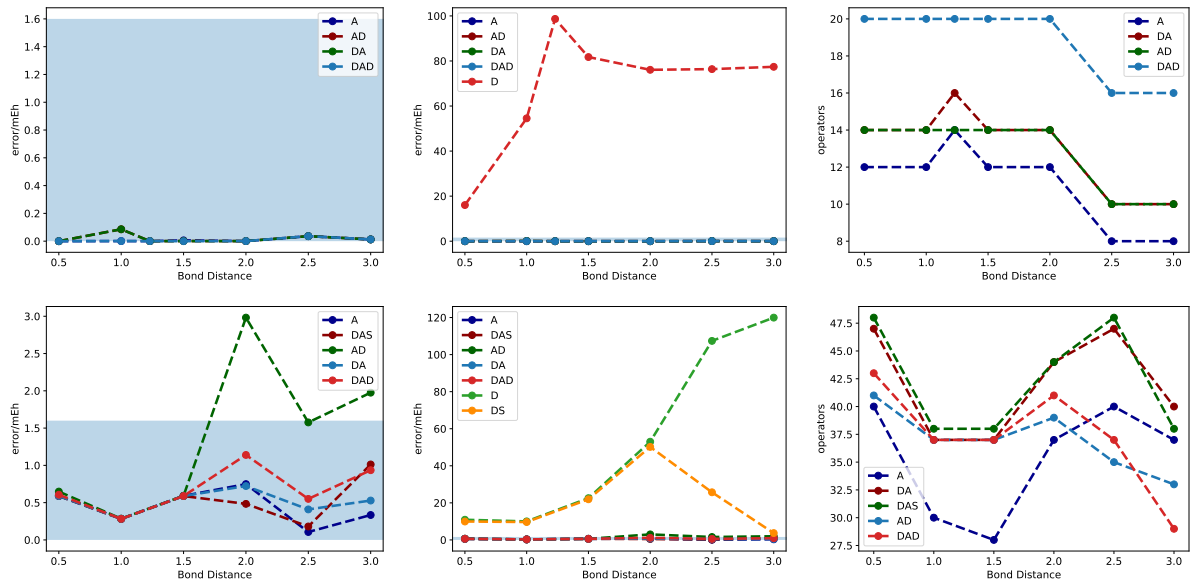 1.6
1.4
1.2
1.0
0.8
0.6
0.4
0.2
0.0
error/mEh
A
AD
DA
DAD
0.5 1.0 1.5 2.0 2.5 3.0
Bond Distance
100
80
60
40
20
0
error/mEh
A
AD
DA
DAD
D
0.5 1.0 1.5 2.0 2.5 3.0
Bond Distance
20
18
16
14
12
10
8
operators
A
DA
AD
DAD
0.5 1.0 1.5 2.0 2.5 3.0
Bond Distance
3.0
2.5
2.0
1.5
1.0
0.5
0.0
error/mEh
A
DAS
AD
DA
DAD
0.5 1.0 1.5 2.0 2.5 3.0
Bond Distance
120
100
80
60
40
20
0
error/mEh
A
DAS
AD
DA
DAD
D
DS
0.5 1.0 1.5 2.0 2.5 3.0
Bond Distance
47.5
45.0
42.5
40.0
37.5
35.0
32.5
30.0
27.5
operators
A
DA
DAS
AD
DAD
0.5 1.0 1.5 2.0 2.5 3.0
Bond Distance